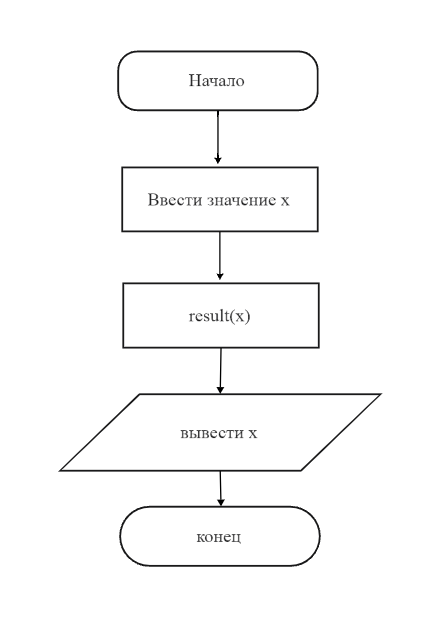 Начало
Ввести значение x
result(x)
вывести x
конец